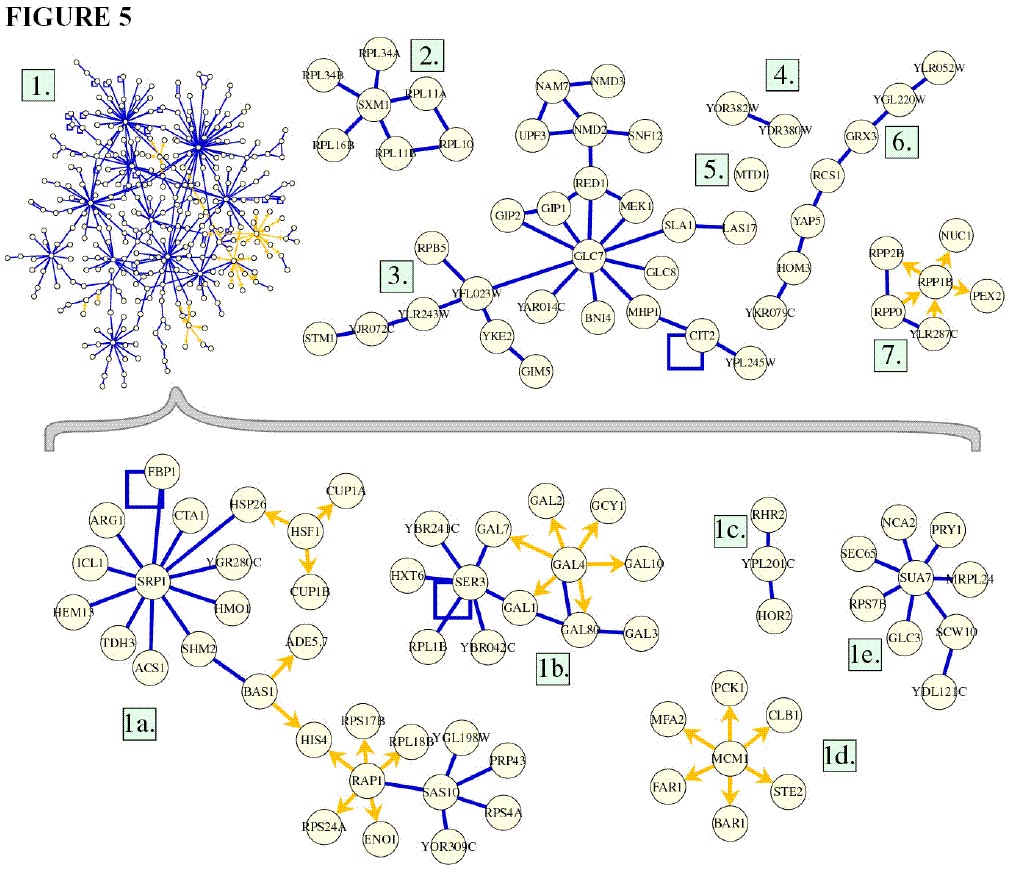 FIGURE 5
1.
2.
RPL34A
RPL34B
SXM1
RPL11A
RPL16B
RPL11B
RPL10
3.
NAM7
NMD3
UPF3
NMD2
SNF12
RED1
GIP2
GIP1
MEK1
SLA1
LAS17
GLC7
GLC8
RPB5
YFL023W
YAR014C
BNI4
MHP1
YLR243W
YJR072C
STM1
YKE2
GIM5
CIT2
YPL245W
4.
YOR382W
YDR380W
5.
MTD1
6.
YLR052W
YGL220W
GRX3
RCS1
YAP5
HOM3
YKR079C
7.
NUC1
RPP2B
RPP1B
PEX2
RPP0
YLR287C
1a.
FBP1
ARG1
CTA1
HSP26
CUP1A
HSF1
ICL1
YGR280C
SRP1
CUP1B
HEM13
HMO1
TDH3
ACS1
SHM2
ADE5,7
BAS1
HIS4
RPS17B
RPL18B
YGL198W
PRP43
RAP1
SAS10
RPS24A
ENO1
RPS4A
YOR309C
1b.
YBR241C
GAL7
GAL2
GCY1
HXT6
SER3
GAL4
GAL10
GAL1
RPL1B
YBR042C
GAL80
GAL3
1c.
RHR2
YPL201C
HOR2
1d.
PCK1
MFA2
CLB1
MCM1
FAR1
STE2
BAR1
1e.
NCA2
PRY1
SEC65
SUA7
MRPL24
RPS7B
GLC3
SCW10
YDL121C